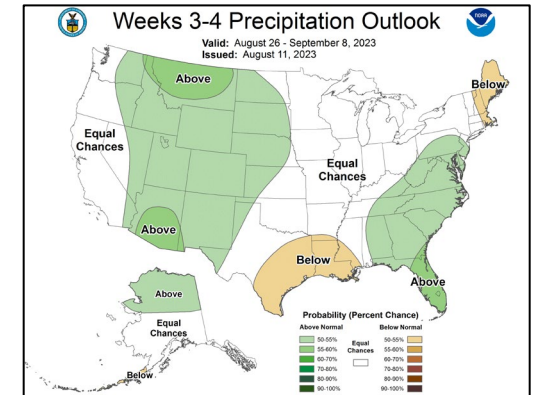 Weeks 3-4 Precipitation Outlook
Valid: August 26 - September 8, 2023
Issued: August 11, 2023
NOAA
Above
Below
Equal
Chances
Equal
Chances
Above
Below
Above
Above
Equal
Chances
Below
Probability (Percent Chance)
Above Normal
Below Normal
50-55%
55-60%
60-70%
70-80%
80-90%
90-100%
Equal
Chances
50-55%
55-60%
60-70%
70-80%
80-90%
90-100%